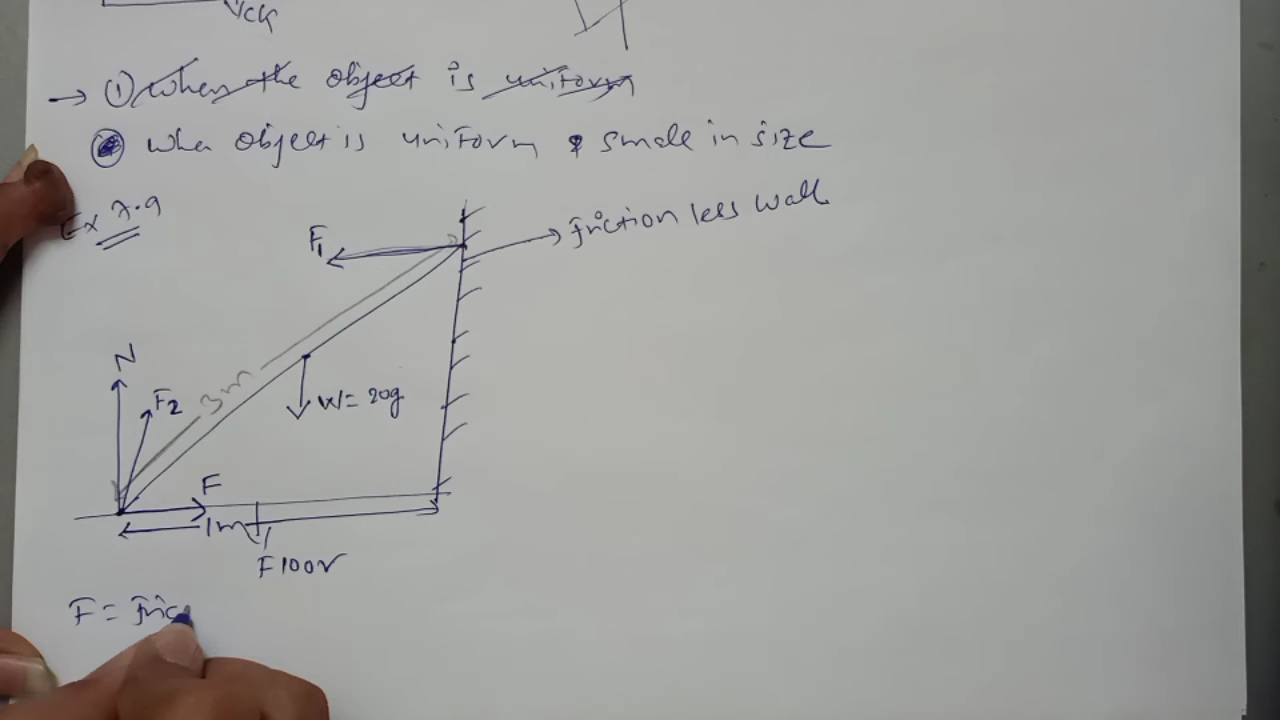 → ① When the object is uniform
When object is uniform & small in size
Ex 7.9
F1
→ friction less wall
N
F2
3m
W = 20g
F
1m
Floor
F = Fric